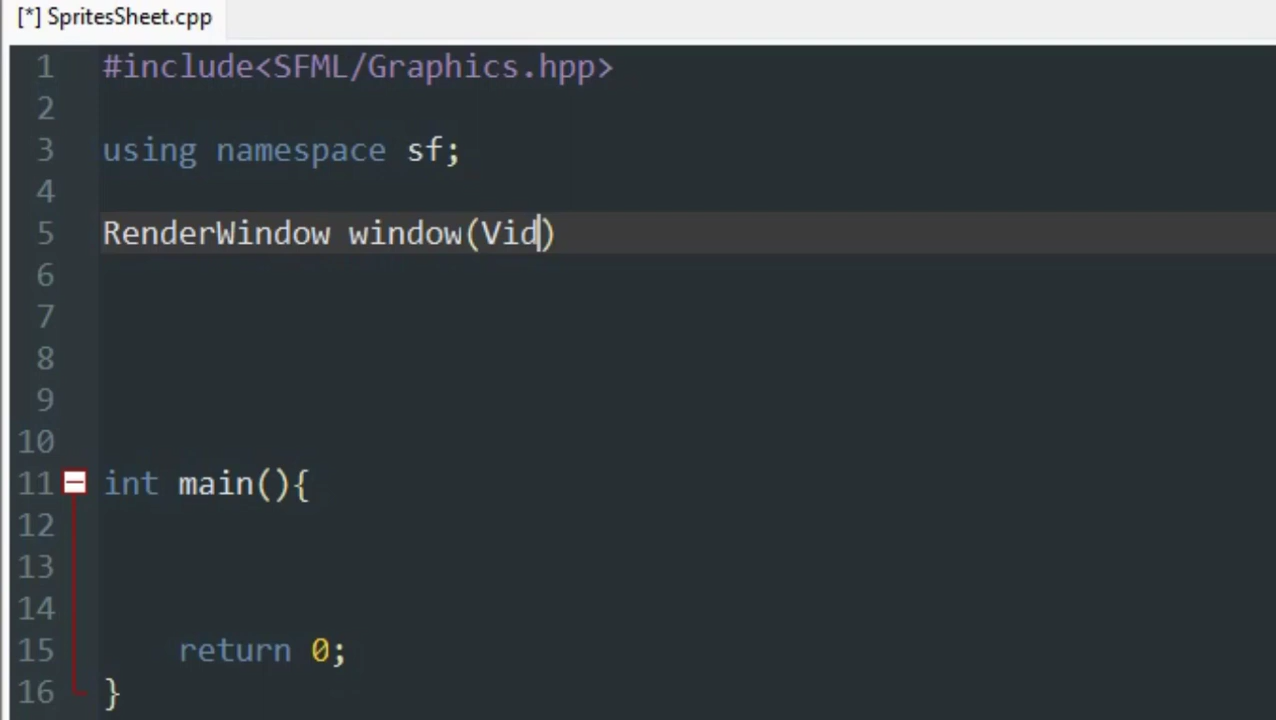 [*] SpritesSheet.cpp
1 #include<SFML/Graphics.hpp>
2
3 using namespace sf;
4
5 RenderWindow window(Vid)
6
7
8
9
10
11 int main(){
12
13
14
15 return 0;
16 }